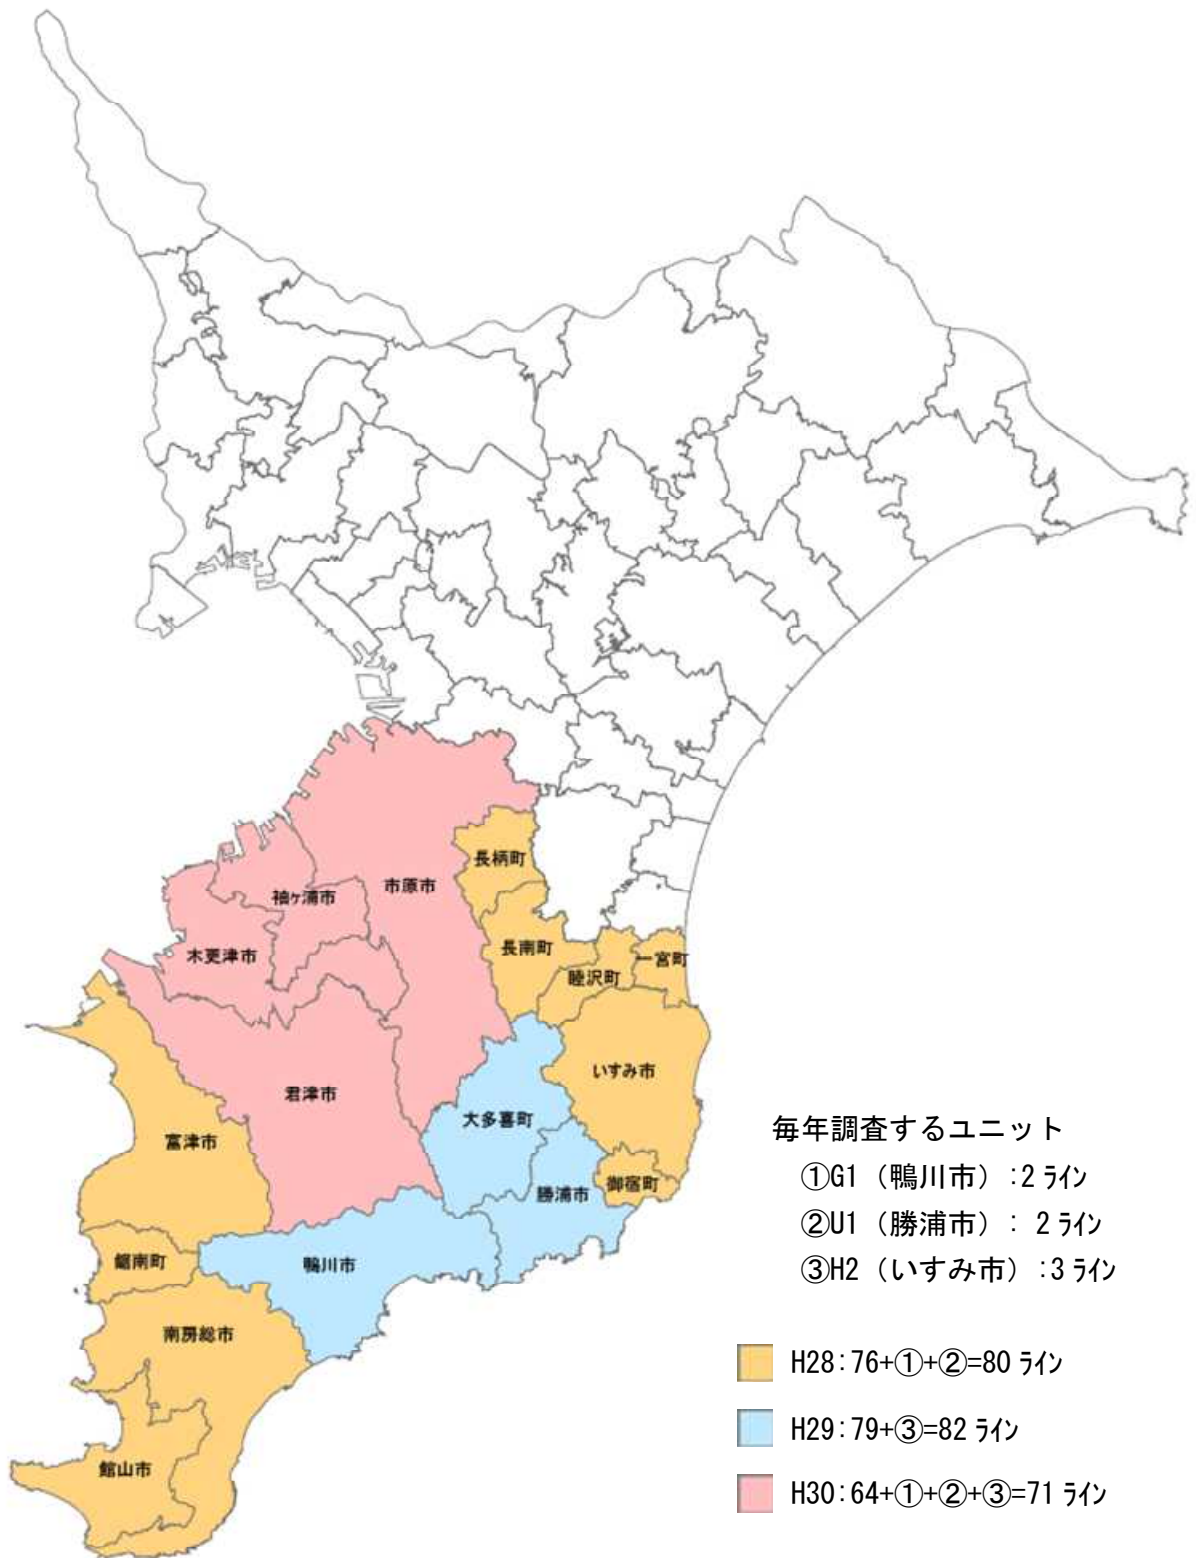 長柄町
市原市
袖ヶ浦市
長南町
木更津市
一宮町
睦沢町
いすみ市
君津市
大多喜町
富津市
御宿町
勝浦市
鋸南町
鴨川市
南房総市
館山市
毎年調査するユニット
①G1（鴨川市）:2 ﾗｲﾝ
②U1（勝浦市）: 2 ﾗｲﾝ
③H2（いすみ市）:3 ﾗｲﾝ
H28:76+①+②=80 ﾗｲﾝ
H29:79+③=82 ﾗｲﾝ
H30:64+①+②+③=71 ﾗｲﾝ